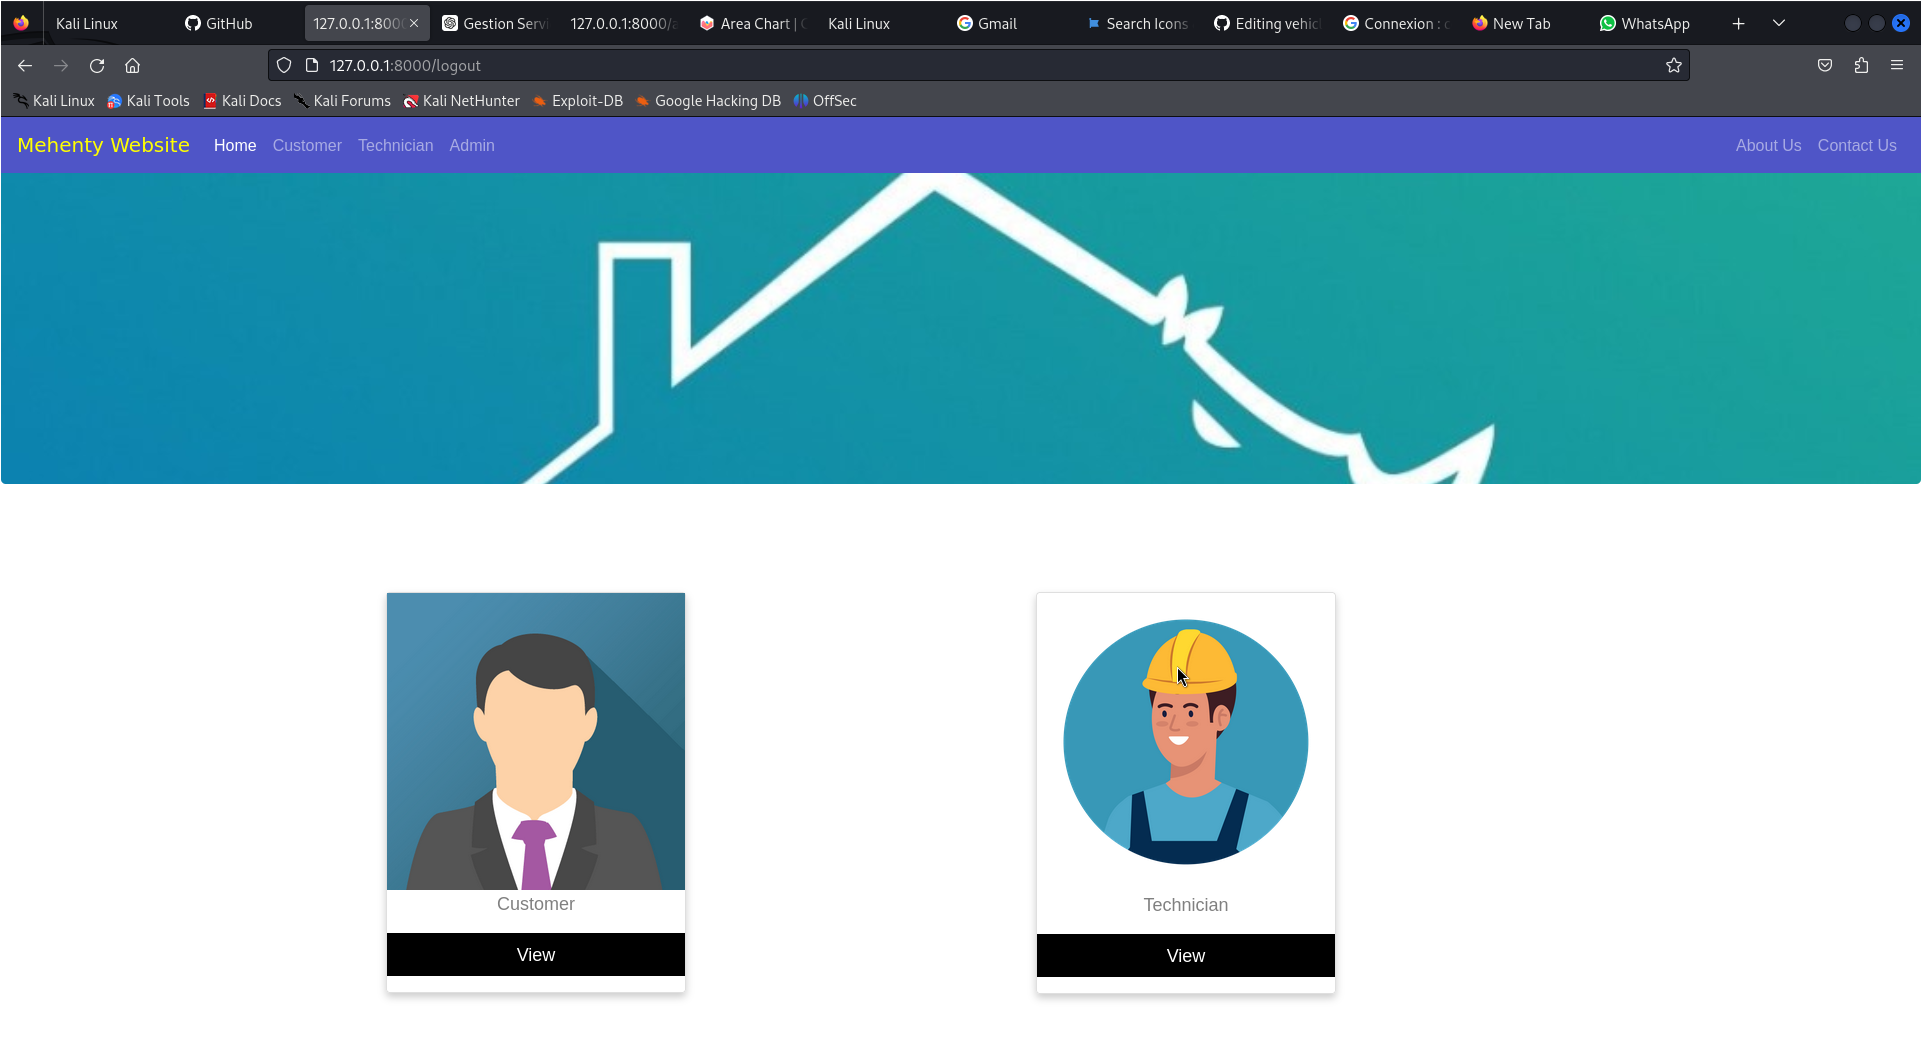 Kali Linux GitHub 127.0.0.1:8000 Gestion Servi 127.0.0.1:8000/a Area Chart | C Kali Linux Gmail Search Icons Editing vehic Connexion : c New Tab WhatsApp
127.0.0.1:8000/logout
Kali Linux Kali Tools Kali Docs Kali Forums Kali NetHunter Exploit-DB Google Hacking DB OffSec
Mehenty Website Home Customer Technician Admin About Us Contact Us
Customer
View
Technician
View